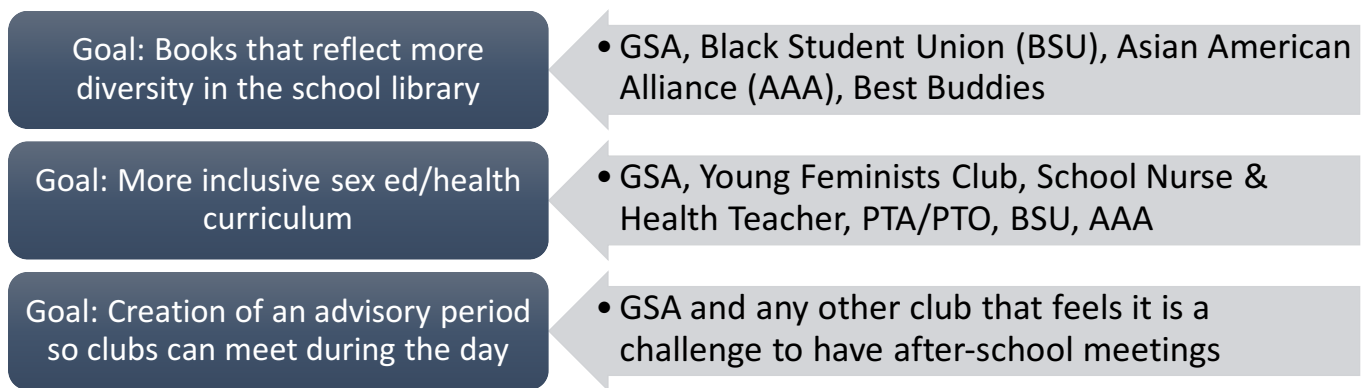 Goal: Books that reflect more
diversity in the school library
• GSA, Black Student Union (BSU), Asian American
Alliance (AAA), Best Buddies
Goal: More inclusive sex ed/health
curriculum
• GSA, Young Feminists Club, School Nurse &
Health Teacher, PTA/PTO, BSU, AAA
Goal: Creation of an advisory period
so clubs can meet during the day
• GSA and any other club that feels it is a
challenge to have after-school meetings